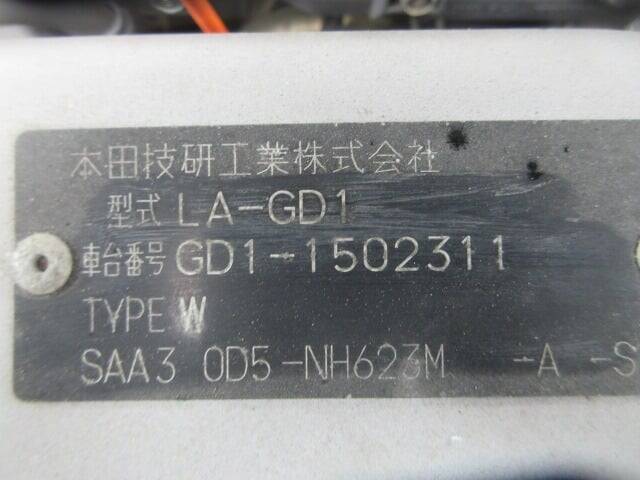 本田技研工業株式会社
型式 LA-GD1
車台番号 GD1-1502311
TYPE W
SAA3 0D5-NH623M -A -S